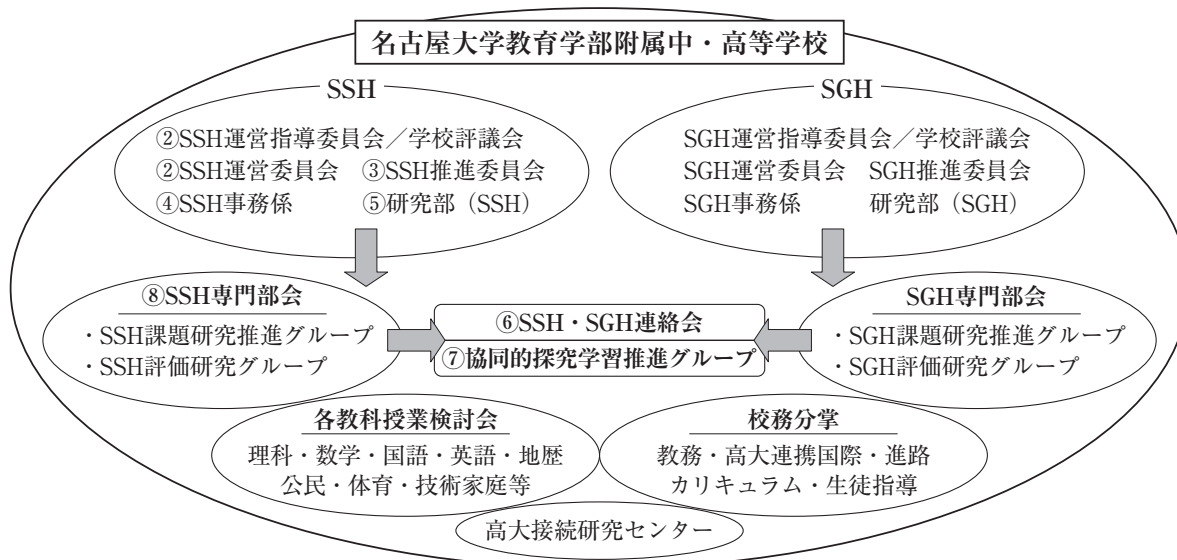 名古屋大学教育学部附属中・高等学校
SSH
②SSH運営指導委員会／学校評議会
②SSH運営委員会　③SSH推進委員会
④SSH事務係　⑤研究部（SSH）
SGH
SGH運営指導委員会／学校評議会
SGH運営委員会　SGH推進委員会
SGH事務係　研究部（SGH）
⑧SSH専門部会
・SSH課題研究推進グループ
・SSH評価研究グループ
⑥SSH・SGH連絡会
⑦協同的探究学習推進グループ
SGH専門部会
・SGH課題研究推進グループ
・SGH評価研究グループ
各教科授業検討会
理科・数学・国語・英語・地歴
公民・体育・技術家庭等
校務分掌
教務・高大連携国際・進路
カリキュラム・生徒指導
高大接続研究センター